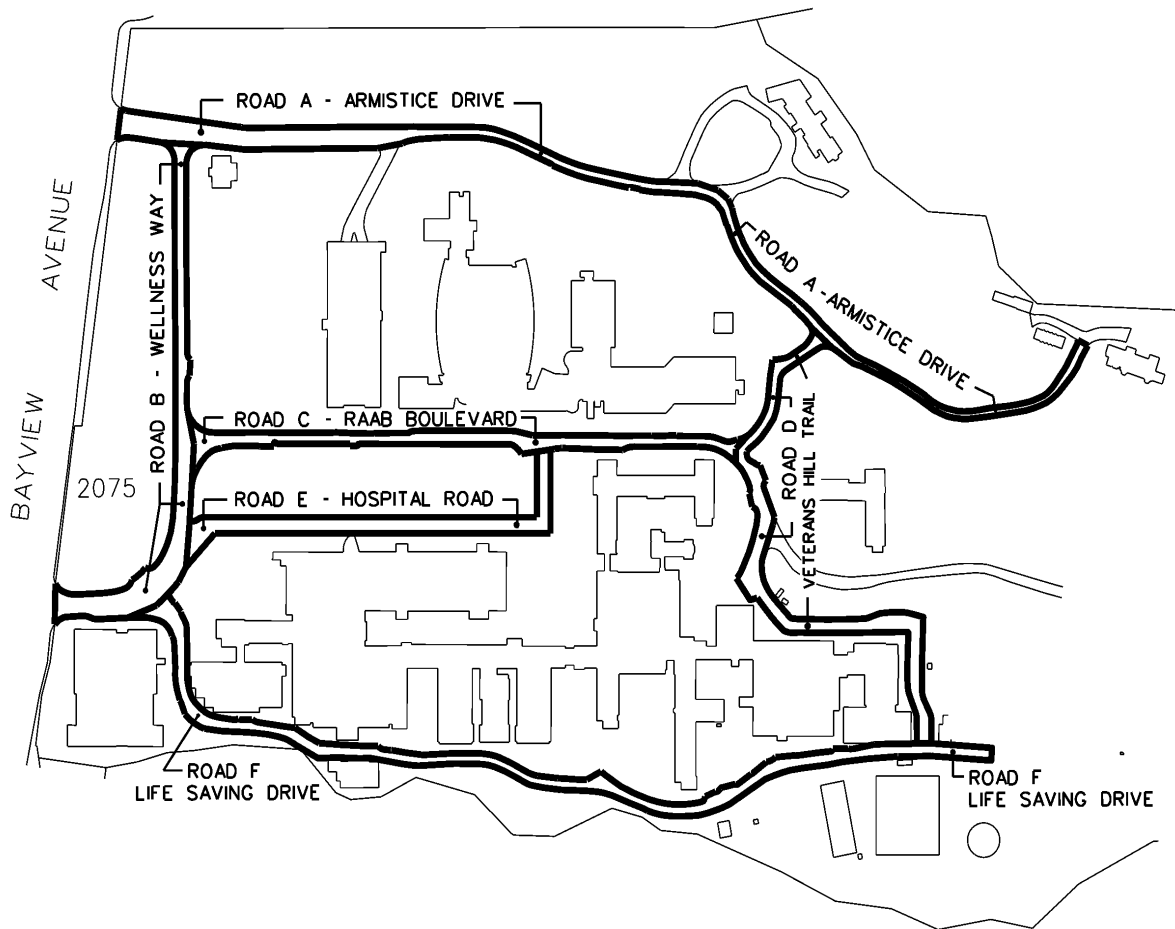 ROAD A - ARMISTICE DRIVE
BAYVIEW AVENUE
ROAD B - WELLNESS WAY
ROAD A - ARMISTICE DRIVE
ROAD C - RAAB BOULEVARD
ROAD D
VETERANS HILL TRAIL
2075
ROAD E - HOSPITAL ROAD
ROAD F
LIFE SAVING DRIVE
ROAD F
LIFE SAVING DRIVE